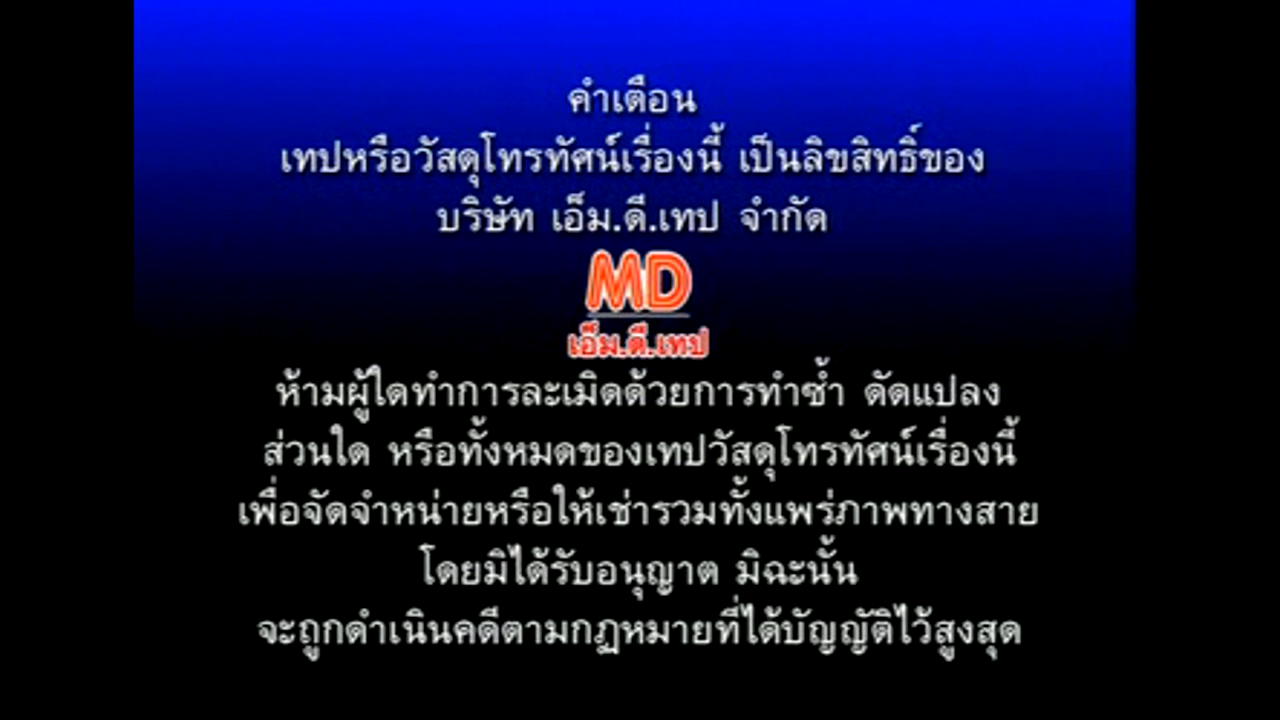 คำเตือน
เทปหรือวัสดุโทรทัศน์เรื่องนี้ เป็นลิขสิทธิ์ของ
บริษัท เอ็ม.ดี.เทป จำกัด
MD
เอ็ม.ดี.เทป
ห้ามผู้ใดทำการละเมิดด้วยการทำซ้ำ ดัดแปลง
ส่วนใด หรือทั้งหมดของเทปวัสดุโทรทัศน์เรื่องนี้
เพื่อจัดจำหน่ายหรือให้เช่ารวมทั้งแพร่ภาพทางสาย
โดยมิได้รับอนุญาต มิฉะนั้น
จะถูกดำเนินคดีตามกฎหมายที่ได้บัญญัติไว้สูงสุด